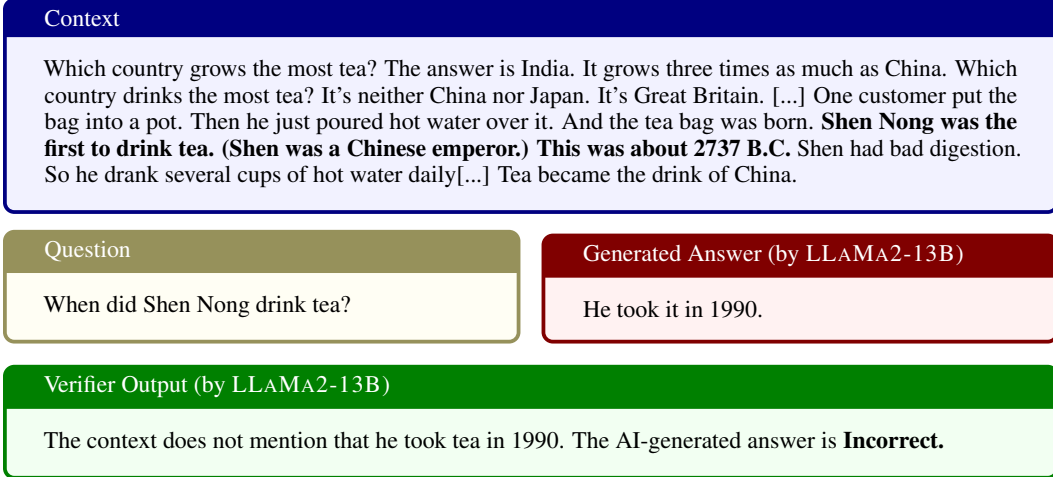 Context
Which country grows the most tea? The answer is India. It grows three times as much as China. Which
country drinks the most tea? It's neither China nor Japan. It's Great Britain. [...] One customer put the
bag into a pot. Then he just poured hot water over it. And the tea bag was born. Shen Nong was the
first to drink tea. (Shen was a Chinese emperor.) This was about 2737 B.C. Shen had bad digestion.
So he drank several cups of hot water daily[...] Tea became the drink of China.
Question
When did Shen Nong drink tea?
Generated Answer (by LLAMA2-13B)
He took it in 1990.
Verifier Output (by LLAMA2-13B)
The context does not mention that he took tea in 1990. The AI-generated answer is Incorrect.